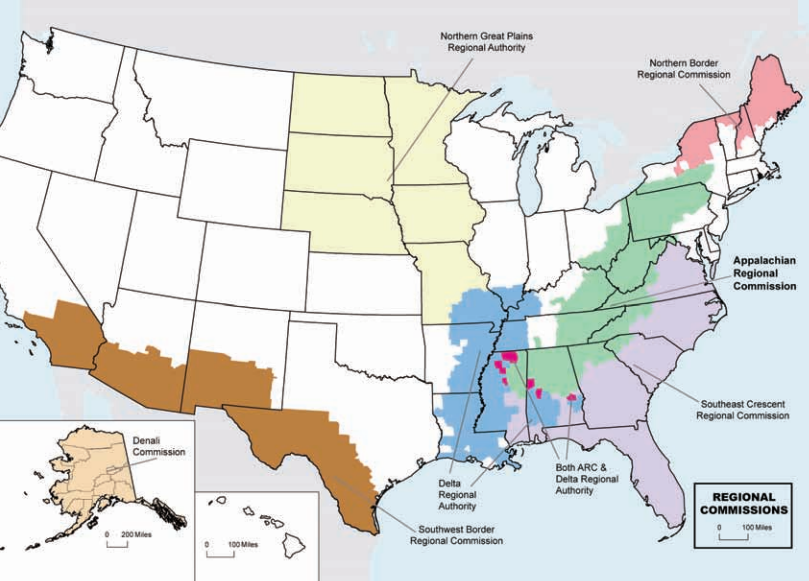 Northern Great Plains
Regional Authority
Northern Border
Regional Commission
Appalachian
Regional
Commission
Southeast Crescent
Regional Commission
Denali
Commission
0 200 Miles
0 100 Miles
Delta
Regional
Authority
Both ARC &
Delta Regional
Authority
Southwest Border
Regional Commission
REGIONAL
COMMISSIONS
0 100 Miles